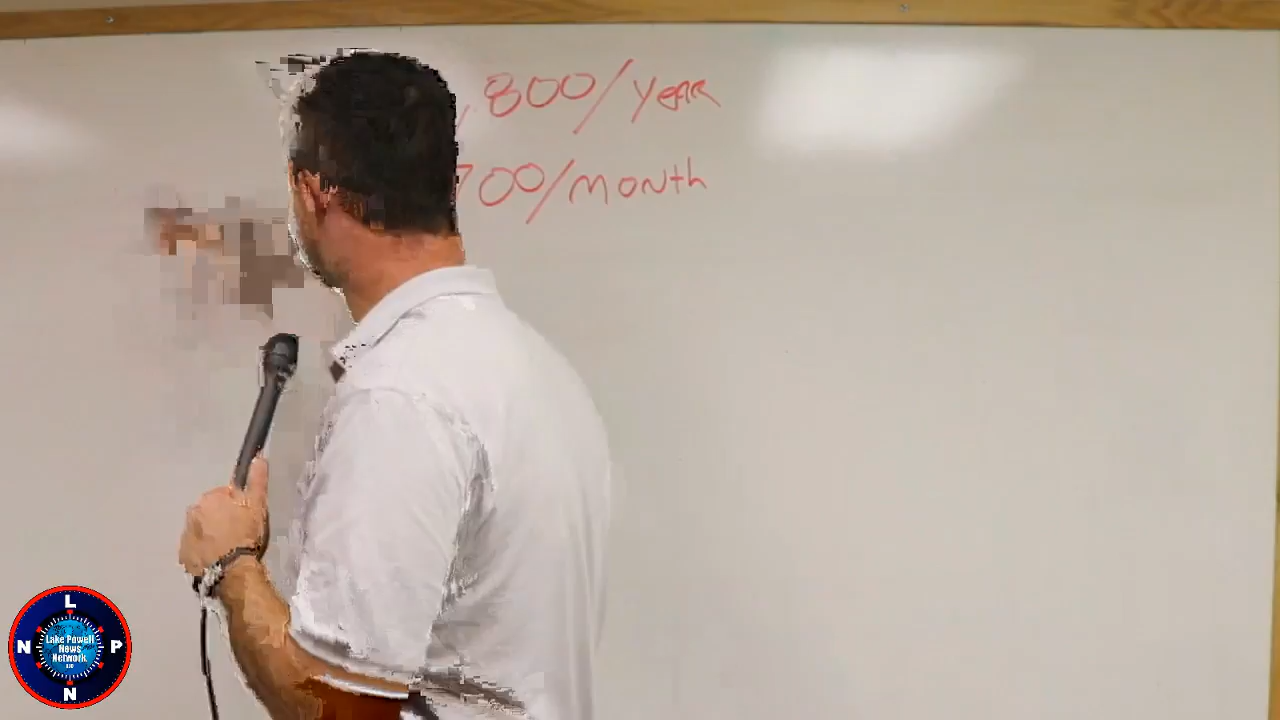 ,800/year
700/month
L
N P
Lake Powell
News
Network
N